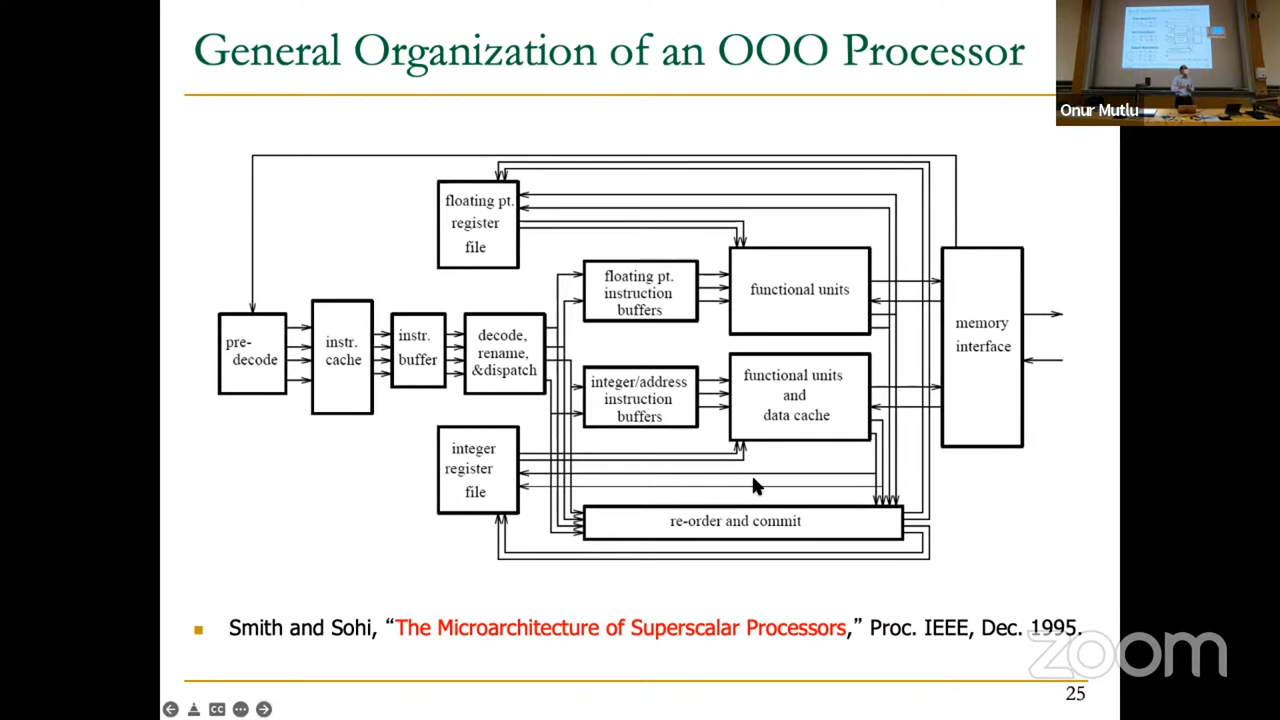 General Organization of an OOO Processor
Onur Mutlu
floating pt.
register
file
floating pt.
instruction
buffers
functional units
memory
interface
pre-
decode
instr.
cache
instr.
buffer
decode,
rename,
&dispatch
integer/address
instruction
buffers
functional units
and
data cache
integer
register
file
re-order and commit
Smith and Sohi, “The Microarchitecture of Superscalar Processors,” Proc. IEEE, Dec. 1995.
zoom
25
CC